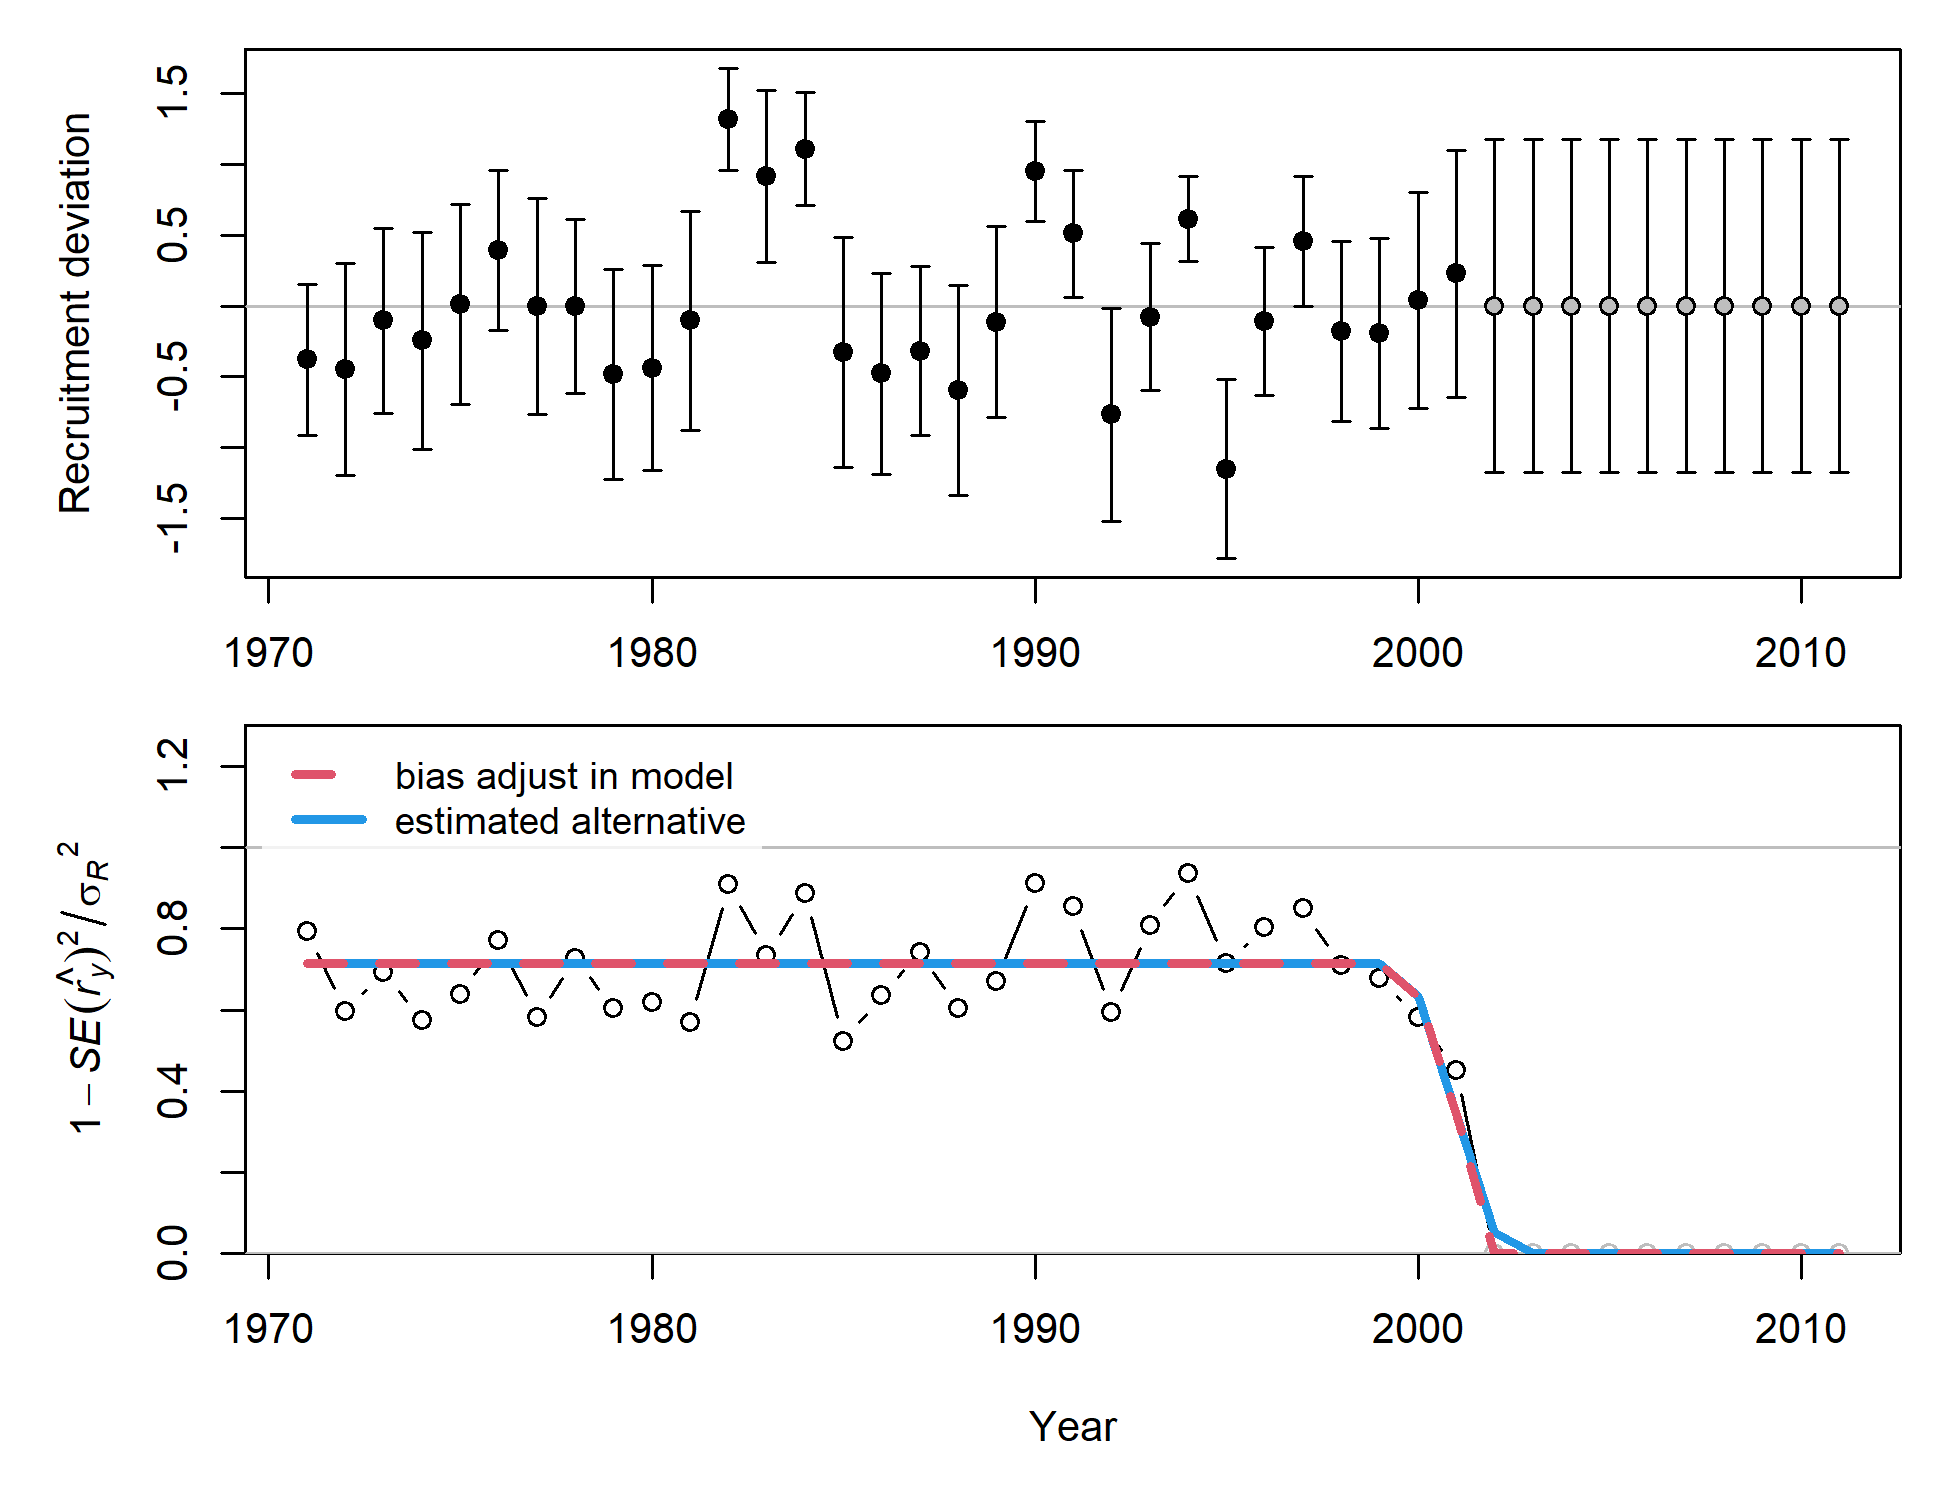 Recruitment deviation
1.5
0.5
-0.5
-1.5
1970 1980 1990 2000 2010
bias adjust in model
estimated alternative
1 − SE(r̂y)² / σR²
1.2
0.8
0.4
0.0
1970 1980 1990 2000 2010
Year